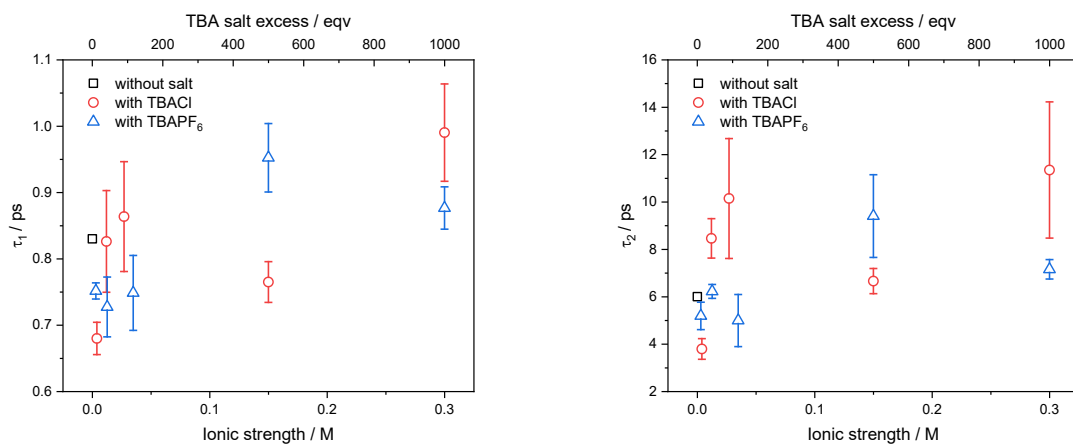 TBA salt excess / eqv
0 200 400 600 800 1000
1.1
1.0
0.9
0.8
0.7
0.6
τ1 / ps
without salt
with TBACl
with TBAPF6
0.0 0.1 0.2 0.3
Ionic strength / M
TBA salt excess / eqv
0 200 400 600 800 1000
16
14
12
10
8
6
4
2
τ2 / ps
without salt
with TBACl
with TBAPF6
0.0 0.1 0.2 0.3
Ionic strength / M